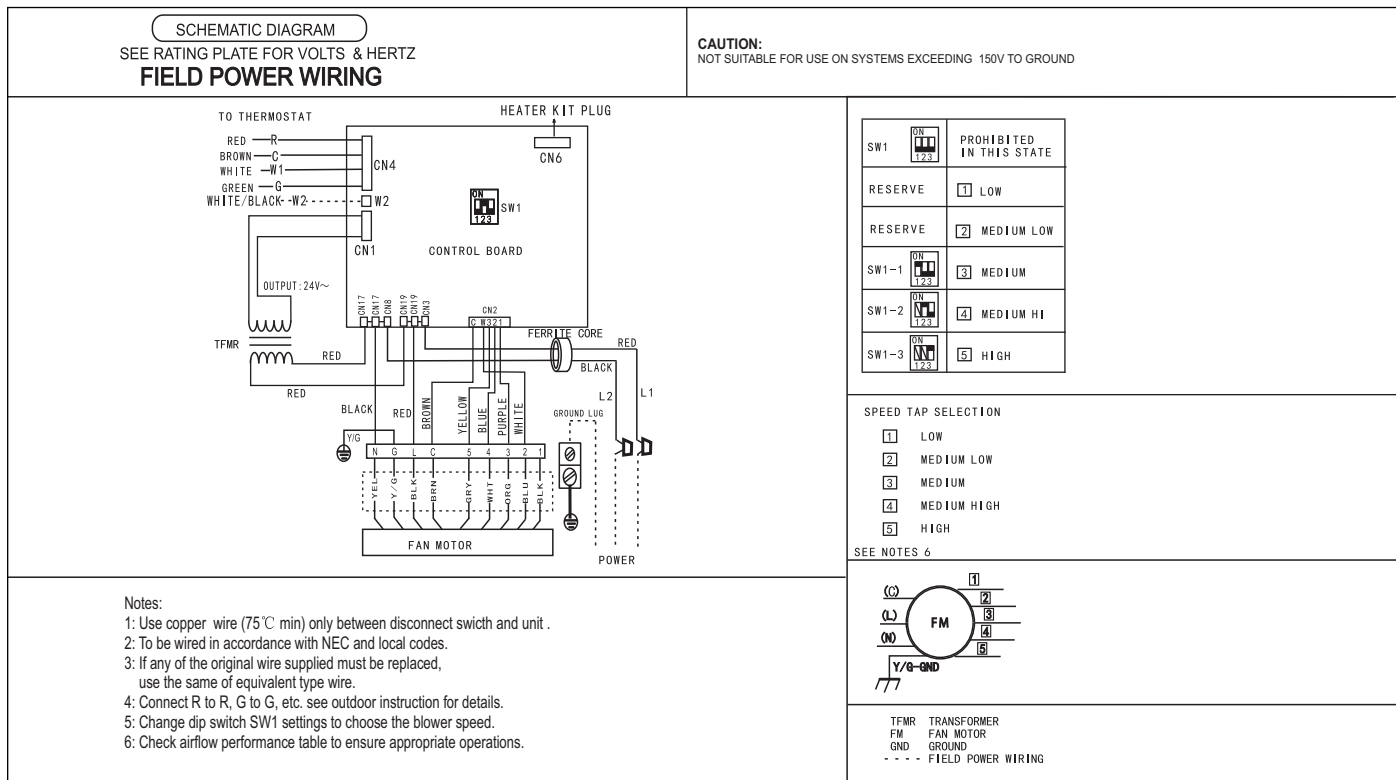 SCHEMATIC DIAGRAM
SEE RATING PLATE FOR VOLTS & HERTZ
FIELD POWER WIRING
CAUTION:
NOT SUITABLE FOR USE ON SYSTEMS EXCEEDING 150V TO GROUND
TO THERMOSTAT
HEATER KIT PLUG
RED R
BROWN C
WHITE W1
GREEN G
WHITE/BLACK W2
CN4
W2
CN1
CN6
ON
123
SW1
CONTROL BOARD
OUTPUT:24V～
TFMR
RED
RED
CN17
CN17
CN8
CN19
CN19
CN3
CN2
C W321
FERRITE CORE
RED
BLACK
L2
L1
BLACK
RED
BROWN
YELLOW
BLUE
PURPLE
WHITE
GROUND LUG
Y/G
N G L C 5 4 3 2 1
YEL
Y/G
BLK
BRN
GRY
WHT
ORG
BLU
BLK
FAN MOTOR
POWER
SW1 ON 123 PROHIBITED
IN THIS STATE
RESERVE 1 LOW
RESERVE 2 MEDIUM LOW
SW1-1 ON 123 3 MEDIUM
SW1-2 ON 123 4 MEDIUM HI
SW1-3 ON 123 5 HIGH
SPEED TAP SELECTION
1 LOW
2 MEDIUM LOW
3 MEDIUM
4 MEDIUM HIGH
5 HIGH
SEE NOTES 6
(C)
(L)
(N)
FM
1
2
3
4
5
Y/G-GND
TFMR TRANSFORMER
FM FAN MOTOR
GND GROUND
- - - - FIELD POWER WIRING
Notes:
1: Use copper wire (75℃ min) only between disconnect swicth and unit .
2: To be wired in accordance with NEC and local codes.
3: If any of the original wire supplied must be replaced,
use the same of equivalent type wire.
4: Connect R to R, G to G, etc. see outdoor instruction for details.
5: Change dip switch SW1 settings to choose the blower speed.
6: Check airflow performance table to ensure appropriate operations.